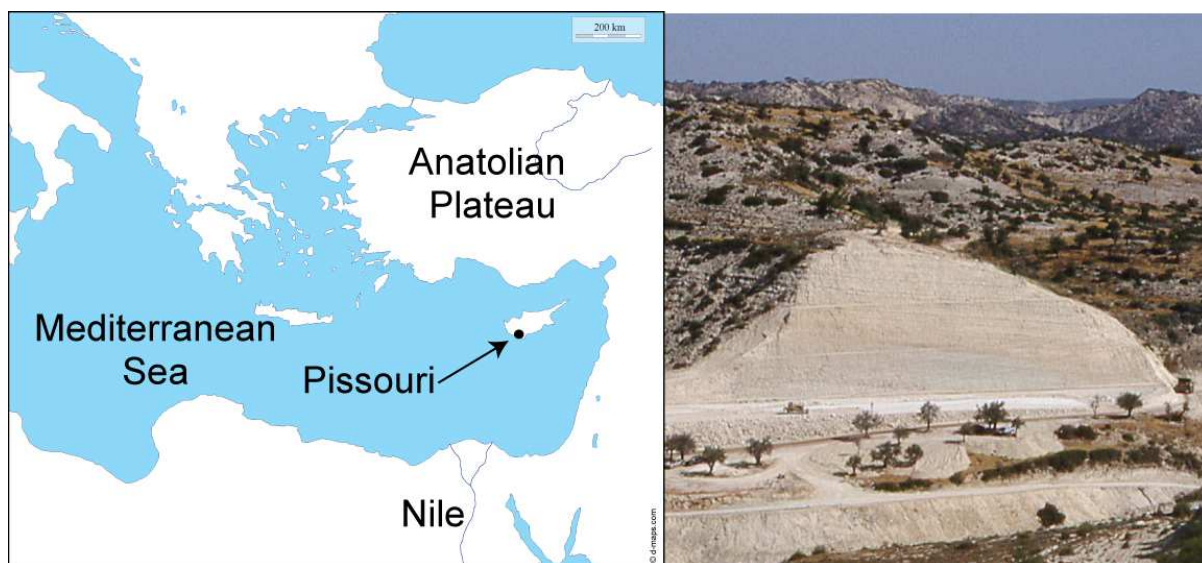 200 km
Anatolian
Plateau
Mediterranean
Sea
Pissouri
Nile
© d-maps.com